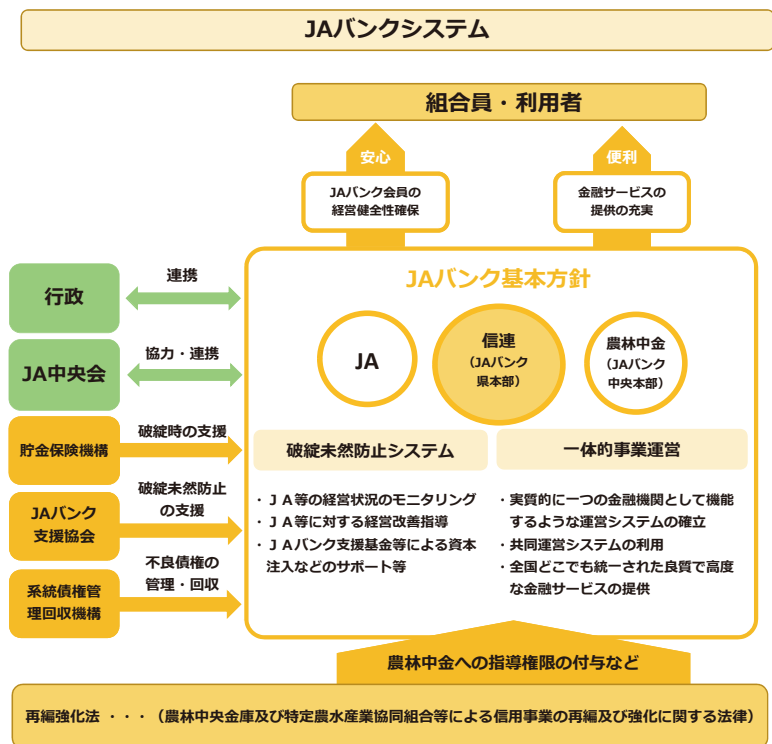 JAバンクシステム
組合員・利用者
安心
便利
JAバンク会員の
経営健全性確保
金融サービスの
提供の充実
JAバンク基本方針
行政
連携
JA
信連
（JAバンク
県本部）
農林中金
（JAバンク
中央本部）
JA中央会
協力・連携
貯金保険機構
破綻時の支援
JAバンク
支援協会
破綻未然防止
の支援
系統債権管
理回収機構
不良債権の
管理・回収
破綻未然防止システム
・ＪＡ等の経営状況のモニタリング
・ＪＡ等に対する経営改善指導
・ＪＡバンク支援基金等による資本
注入などのサポート等
一体的事業運営
・実質的に一つの金融機関として機能
するような運営システムの確立
・共同運営システムの利用
・全国どこでも統一された良質で高度
な金融サービスの提供
農林中金への指導権限の付与など
再編強化法 ・・・（農林中央金庫及び特定農水産業協同組合等による信用事業の再編及び強化に関する法律）